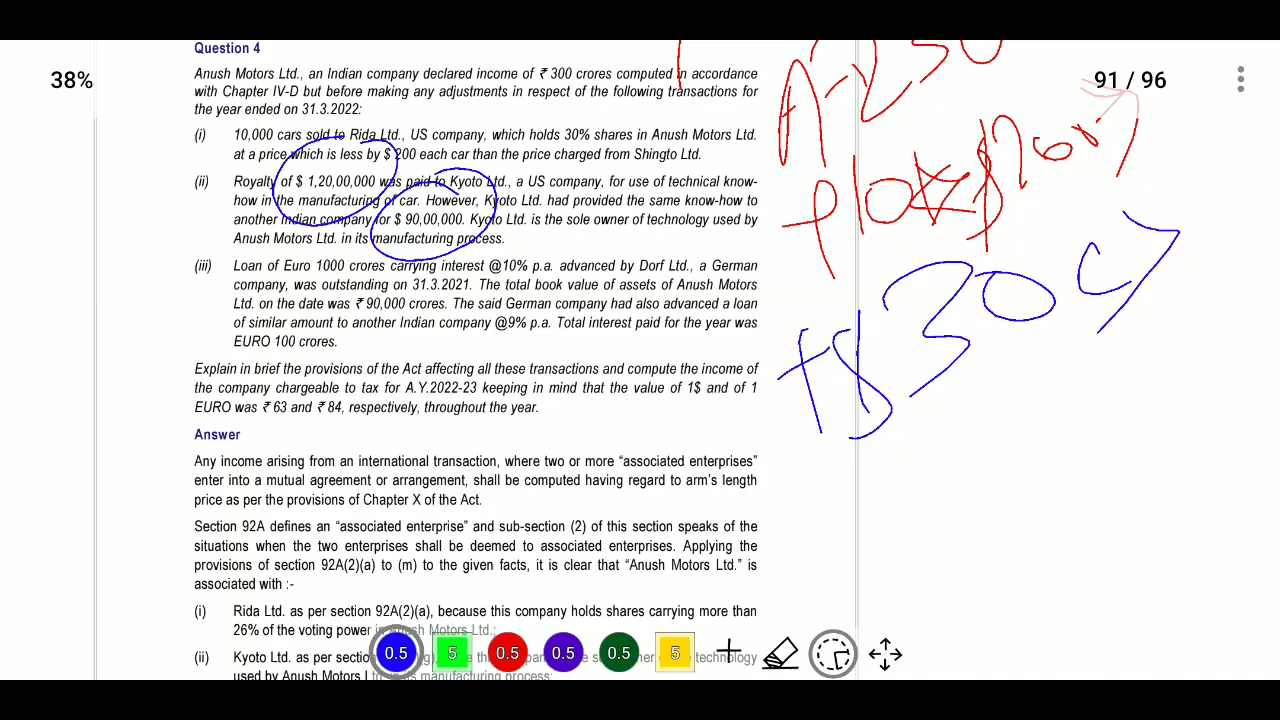 Question 4
38%
91 / 96
Anush Motors Ltd., an Indian company declared income of ₹ 300 crores computed in accordance
with Chapter IV-D but before making any adjustments in respect of the following transactions for
the year ended on 31.3.2022:
(i) 10,000 cars sold to Rida Ltd., US company, which holds 30% shares in Anush Motors Ltd.
at a price which is less by $ 200 each car than the price charged from Shingto Ltd.
(ii) Royalty of $ 1,20,00,000 was paid to Kyoto Ltd., a US company, for use of technical know-
how in the manufacturing of car. However, Kyoto Ltd. had provided the same know-how to
another Indian company for $ 90,00,000. Kyoto Ltd. is the sole owner of technology used by
Anush Motors Ltd. in its manufacturing process.
(iii) Loan of Euro 1000 crores carrying interest @10% p.a. advanced by Dorf Ltd., a German
company, was outstanding on 31.3.2021. The total book value of assets of Anush Motors
Ltd. on the date was ₹ 90,000 crores. The said German company had also advanced a loan
of similar amount to another Indian company @9% p.a. Total interest paid for the year was
EURO 100 crores.
Explain in brief the provisions of the Act affecting all these transactions and compute the income
of the company chargeable to tax for A.Y.2022-23 keeping in mind that the value of 1$ and of 1
EURO was ₹ 63 and ₹ 84, respectively, throughout the year.
Answer
Any income arising from an international transaction, where two or more “associated enterprises”
enter into a mutual agreement or arrangement, shall be computed having regard to arm’s length
price as per the provisions of Chapter X of the Act.
Section 92A defines an “associated enterprise” and sub-section (2) of this section speaks of the
situations when the two enterprises shall be deemed to associated enterprises. Applying the
provisions of section 92A(2)(a) to (m) to the given facts, it is clear that “Anush Motors Ltd.” is
associated with :-
(i) Rida Ltd. as per section 92A(2)(a), because this company holds shares carrying more than
26% of the voting power in Anush Motors Ltd.;
(ii) Kyoto Ltd. as per section technology
used by Anush Motors Ltd in its manufacturing process;
0.5 5 0.5 0.5 0.5 5